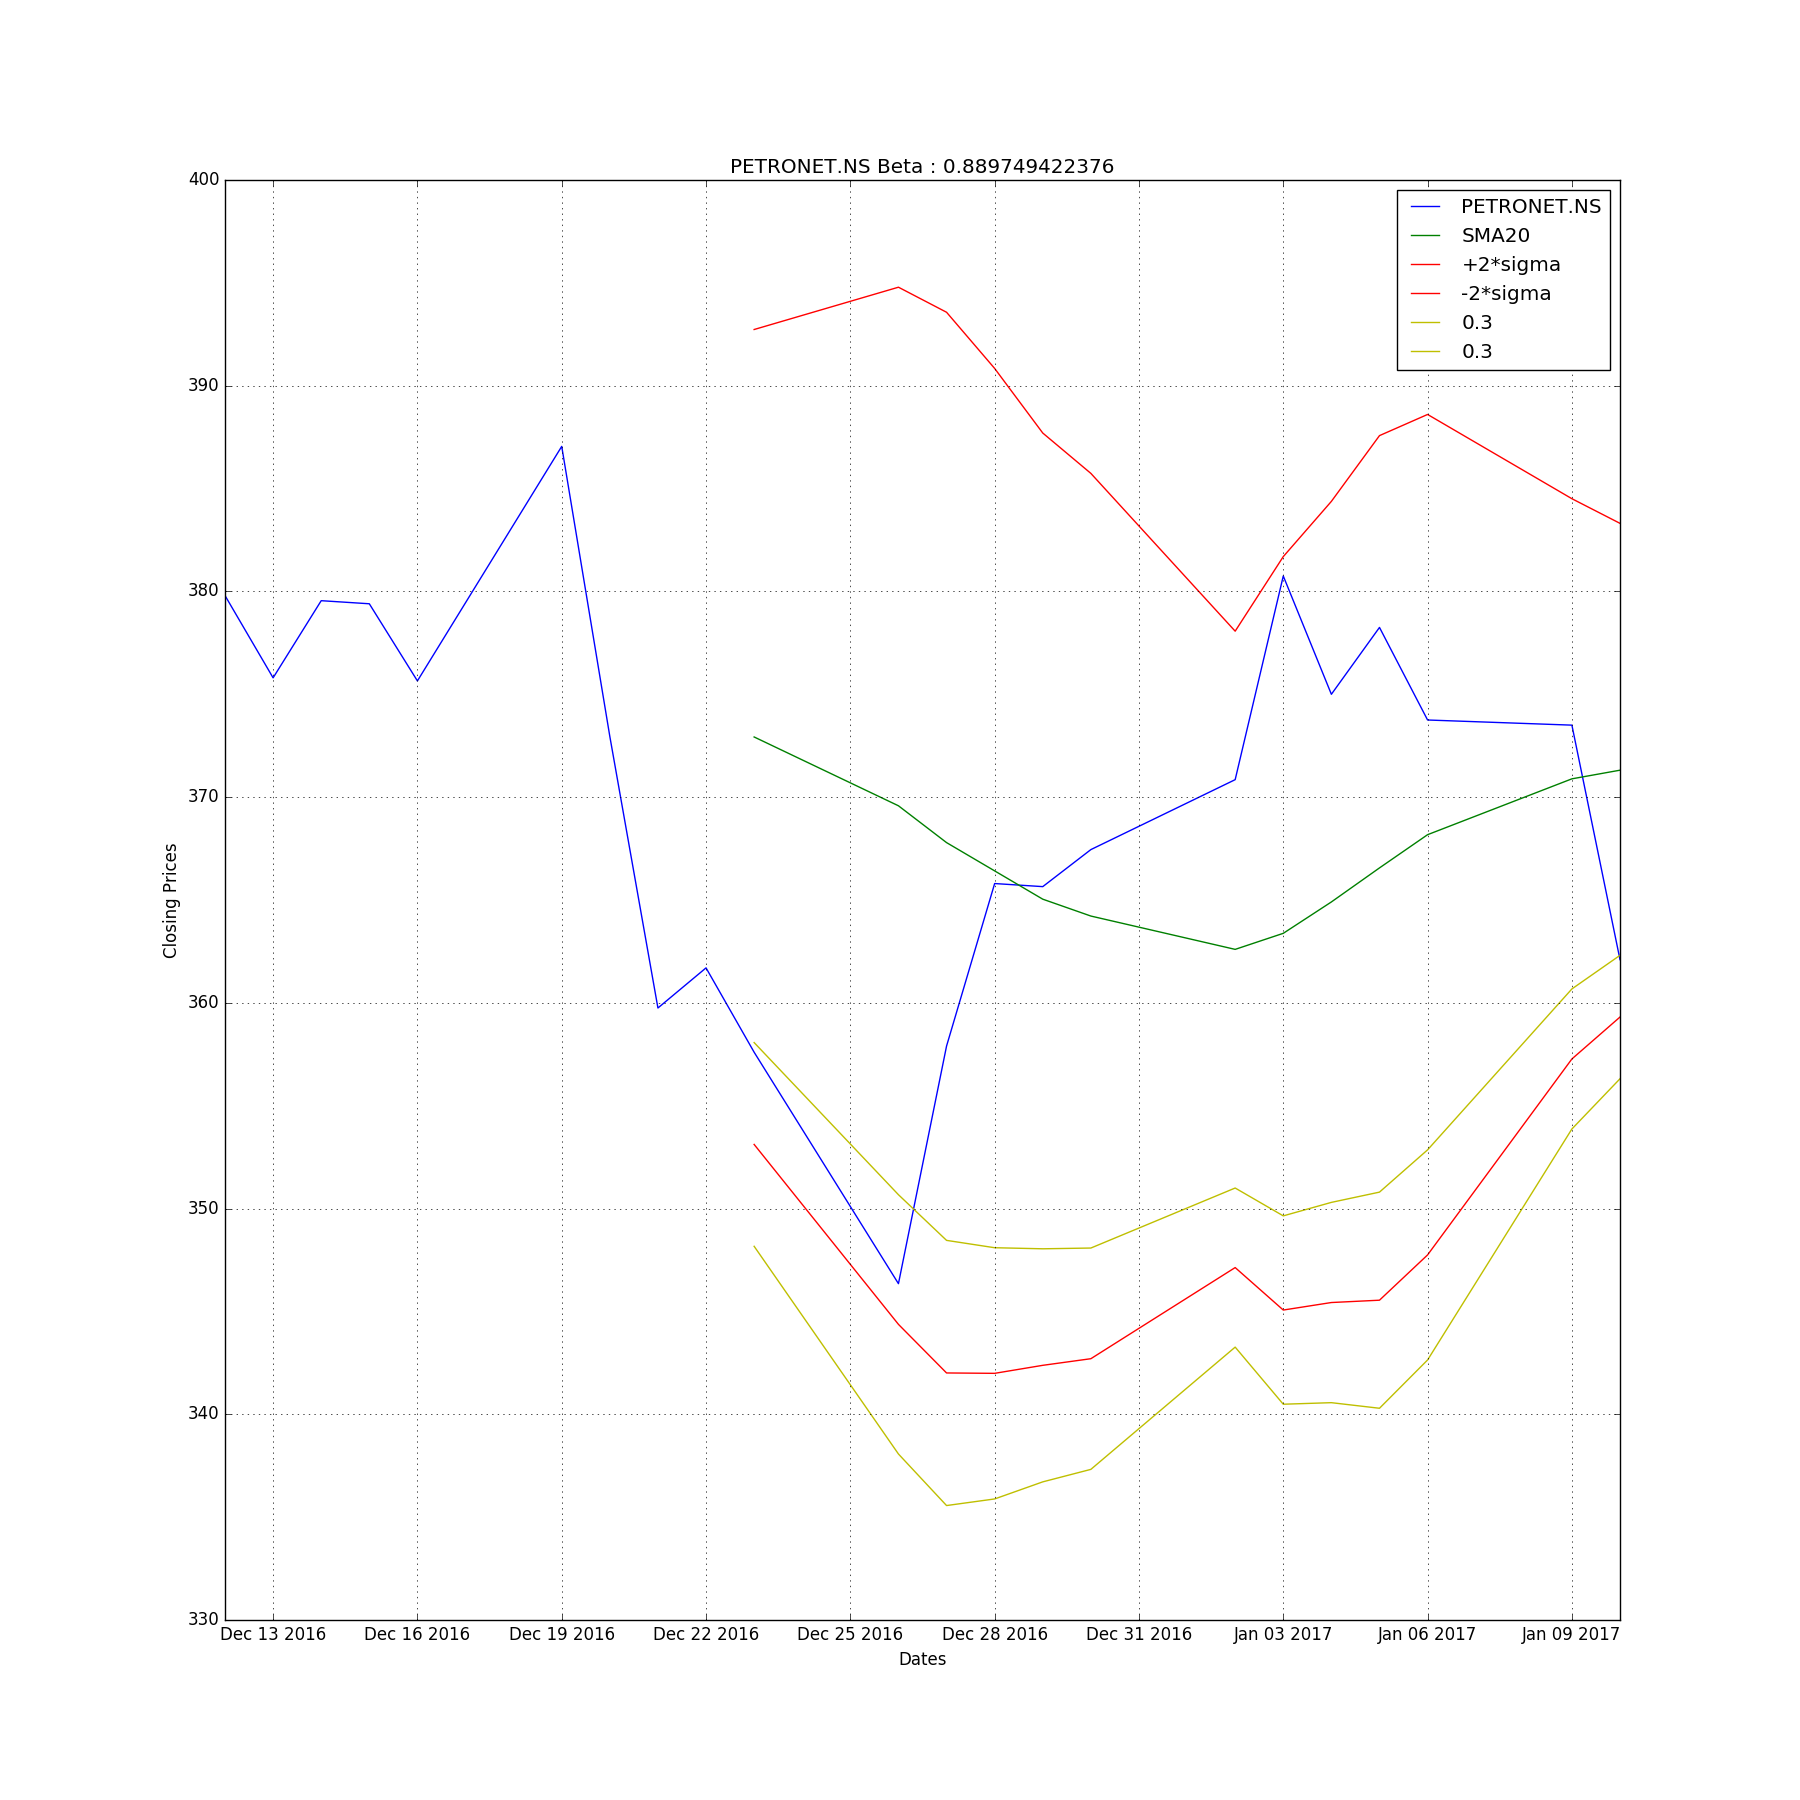 PETRONET.NS Beta : 0.889749422376
400
390
380
370
360
350
340
330
Closing Prices
PETRONET.NS
SMA20
+2*sigma
-2*sigma
0.3
0.3
Dec 13 2016 Dec 16 2016 Dec 19 2016 Dec 22 2016 Dec 25 2016 Dec 28 2016 Dec 31 2016 Jan 03 2017 Jan 06 2017 Jan 09 2017
Dates